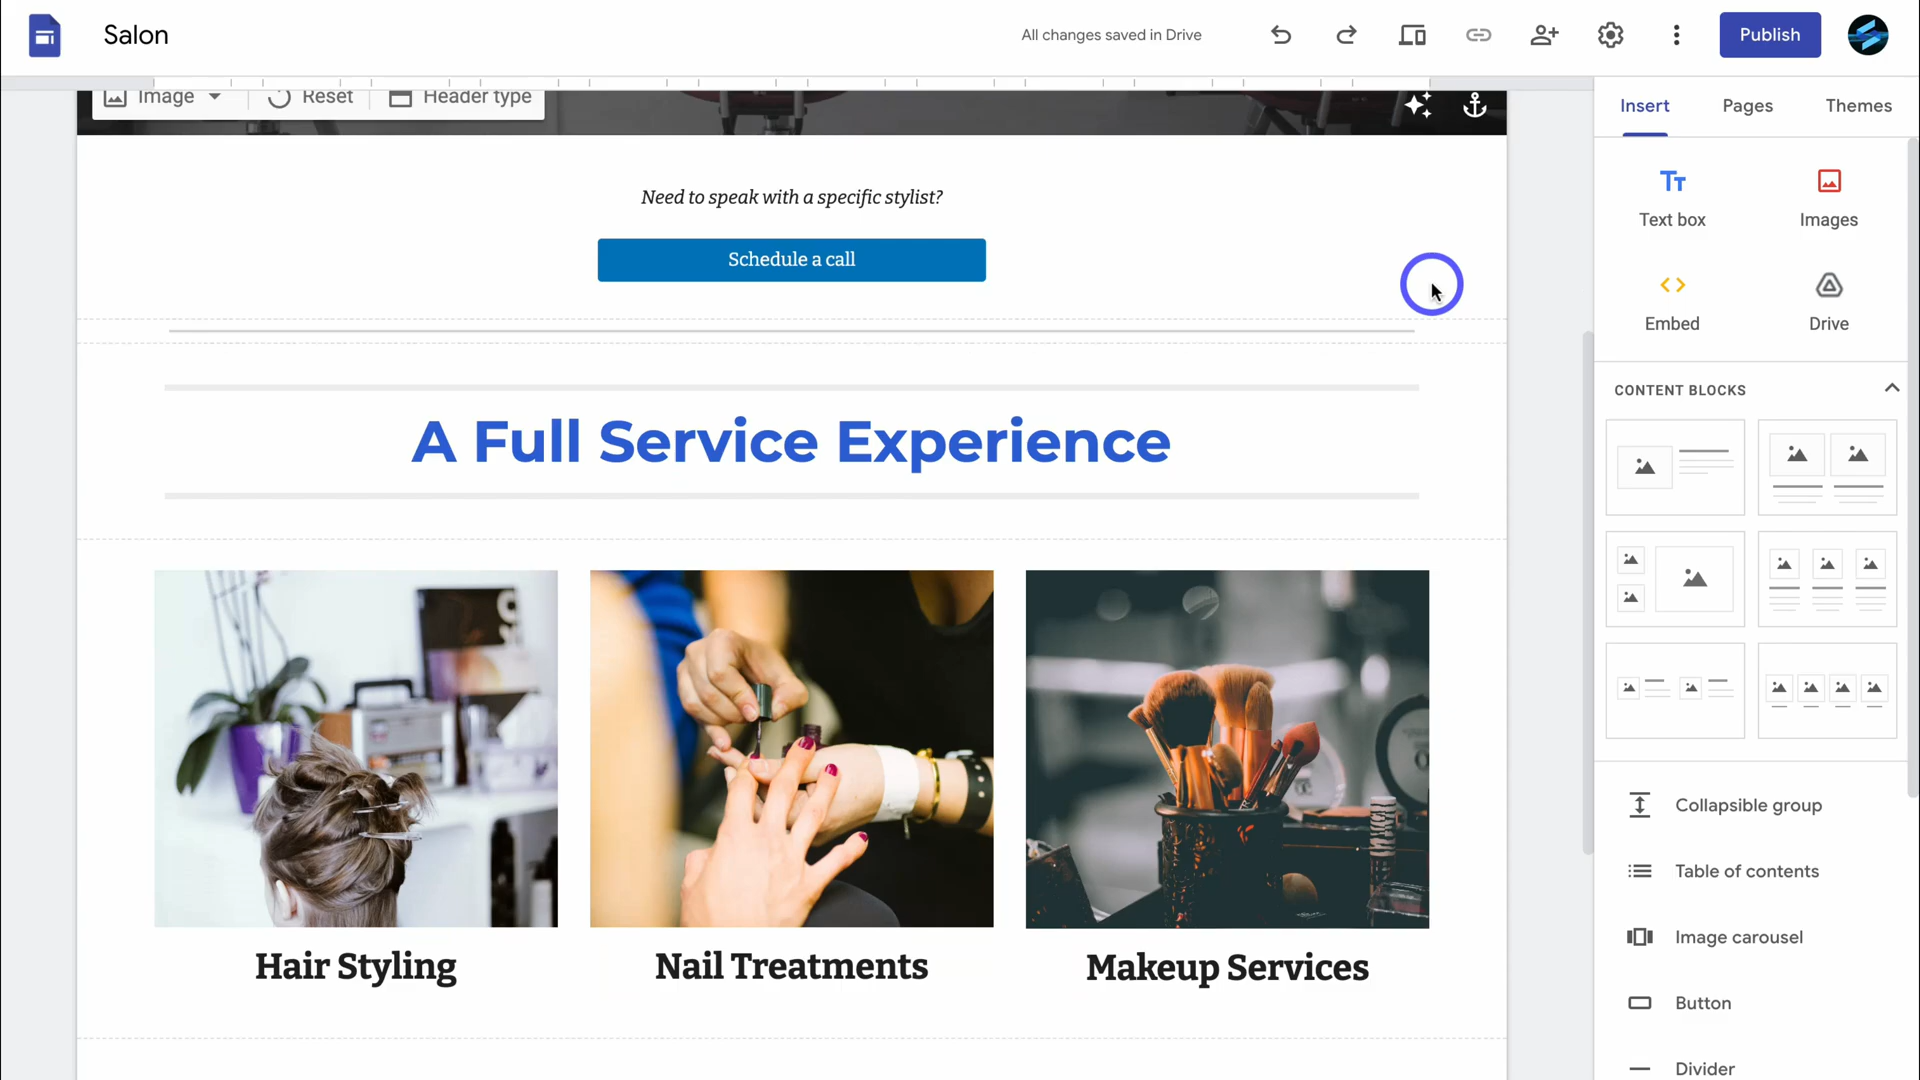 Salon
All changes saved in Drive
Publish
Image
Reset
Header type
Insert
Pages
Themes
Need to speak with a specific stylist?
Schedule a call
Text box
Images
Embed
Drive
A Full Service Experience
CONTENT BLOCKS
Hair Styling
Nail Treatments
Makeup Services
Collapsible group
Table of contents
Image carousel
Button
Divider